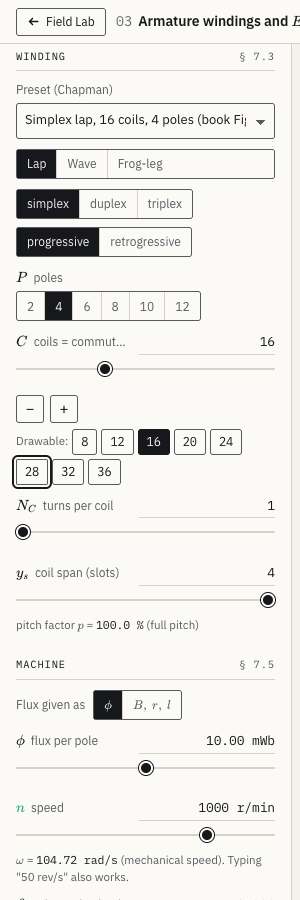 ← Field Lab 03 Armature windings and E
WINDING § 7.3
Preset (Chapman)
Simplex lap, 16 coils, 4 poles (book Fig
Lap Wave Frog-leg
simplex duplex triplex
progressive retrogressive
P poles
2 4 6 8 10 12
C coils = commut... 16
− +
Drawable: 8 12 16 20 24
28 32 36
N_C turns per coil 1
y_s coil span (slots) 4
pitch factor p = 100.0 % (full pitch)
MACHINE § 7.5
Flux given as ϕ B, r, l
ϕ flux per pole 10.00 mWb
n speed 1000 r/min
ω = 104.72 rad/s (mechanical speed). Typing
"50 rev/s" also works.